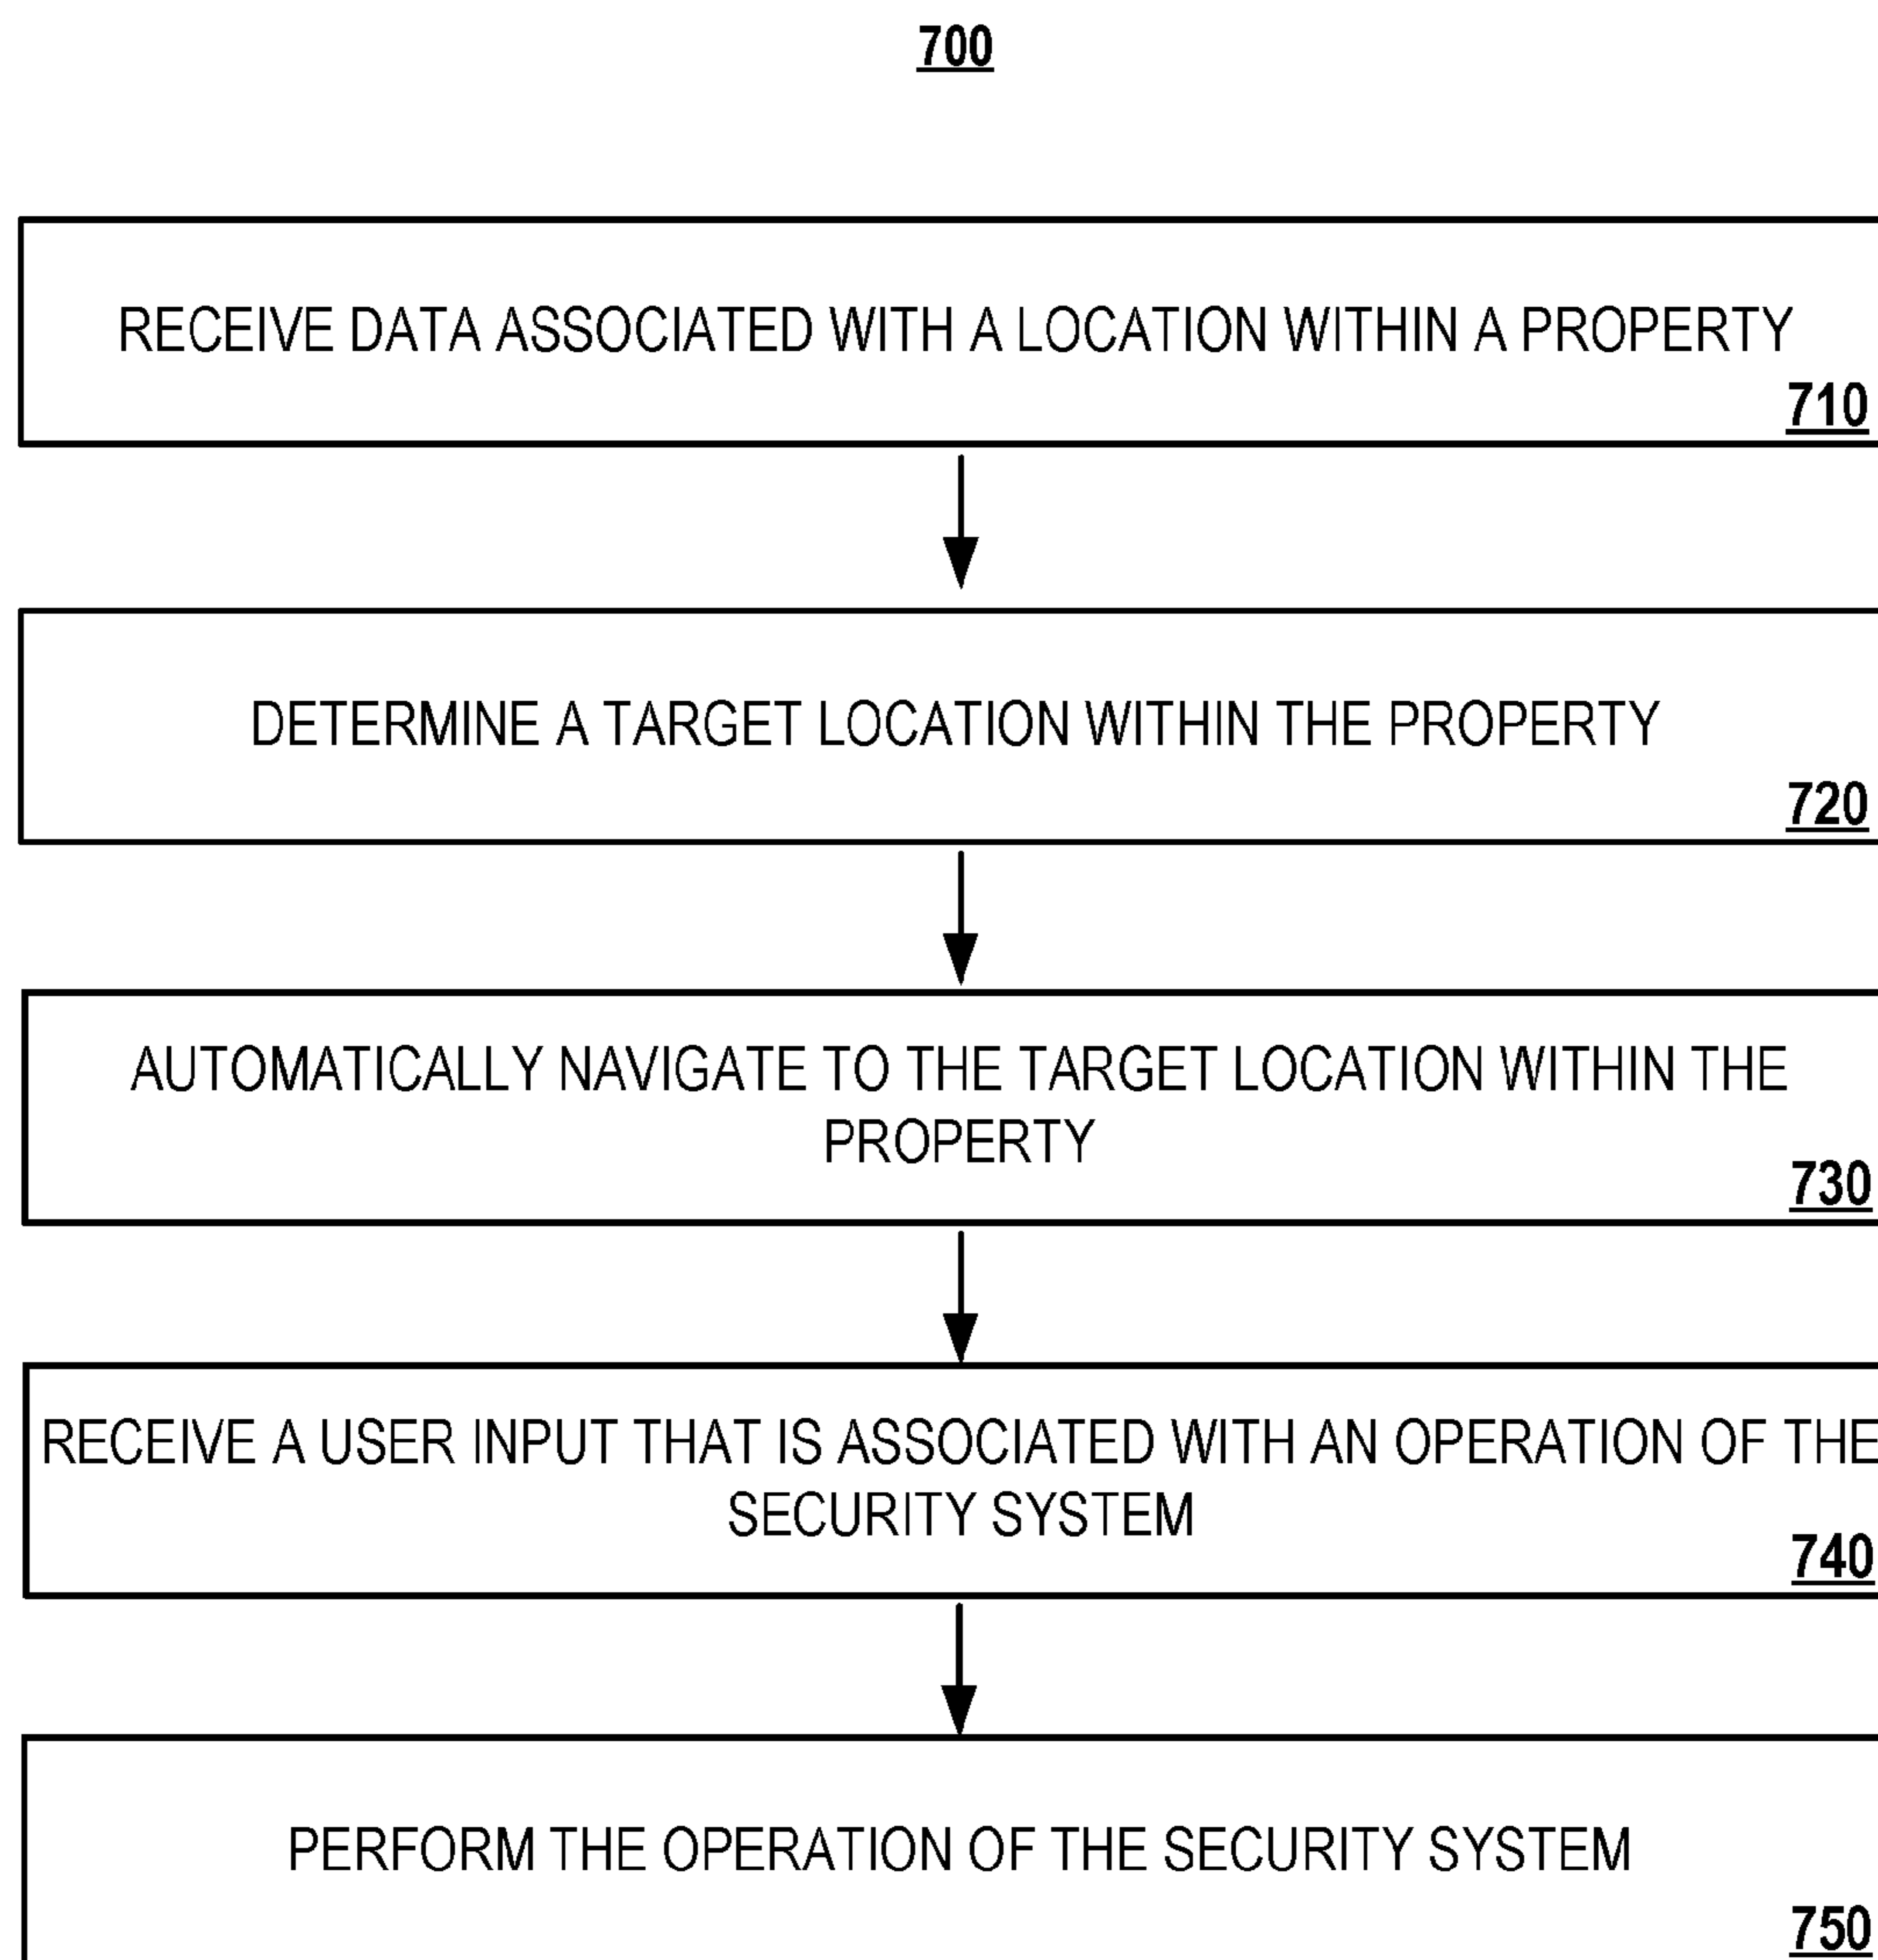 700
RECEIVE DATA ASSOCIATED WITH A LOCATION WITHIN A PROPERTY
710
DETERMINE A TARGET LOCATION WITHIN THE PROPERTY
720
AUTOMATICALLY NAVIGATE TO THE TARGET LOCATION WITHIN THE
PROPERTY
730
RECEIVE A USER INPUT THAT IS ASSOCIATED WITH AN OPERATION OF THE
SECURITY SYSTEM
740
PERFORM THE OPERATION OF THE SECURITY SYSTEM
750